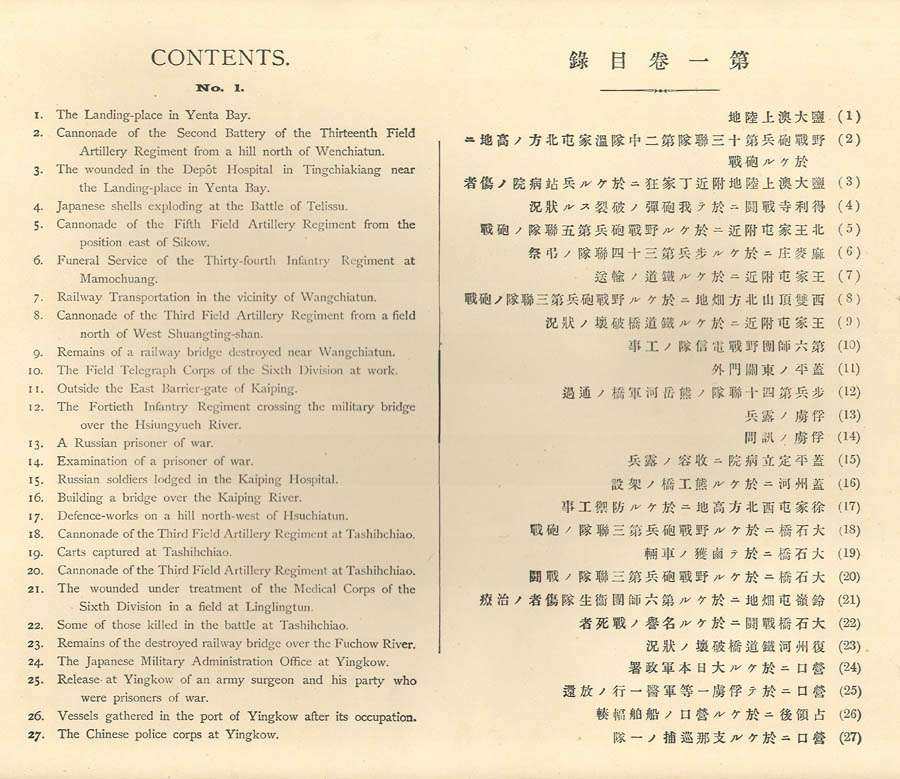 CONTENTS.
No. 1.
1. The Landing-place in Yenta Bay.
2. Cannonade of the Second Battery of the Thirteenth Field
Artillery Regiment from a hill north of Wenchiatun.
3. The wounded in the Depôt Hospital in Tingchiakiang near
the Landing-place in Yenta Bay.
4. Japanese shells exploding at the Battle of Telissu.
5. Cannonade of the Fifth Field Artillery Regiment from the
position east of Sikow.
6. Funeral Service of the Thirty-fourth Infantry Regiment at
Mamochuang.
7. Railway Transportation in the vicinity of Wangchiatun.
8. Cannonade of the Third Field Artillery Regiment from a field
north of West Shuangting-shan.
9. Remains of a railway bridge destroyed near Wangchiatun.
10. The Field Telegraph Corps of the Sixth Division at work.
11. Outside the East Barrier-gate of Kaiping.
12. The Fortieth Infantry Regiment crossing the military bridge
over the Hsiungyueh River.
13. A Russian prisoner of war.
14. Examination of a prisoner of war.
15. Russian soldiers lodged in the Kaiping Hospital.
16. Building a bridge over the Kaiping River.
17. Defence-works on a hill north-west of Hsuchiatun.
18. Cannonade of the Third Field Artillery Regiment at Tashihchiao.
19. Carts captured at Tashihchiao.
20. Cannonade of the Third Field Artillery Regiment at Tashihchiao.
21. The wounded under treatment of the Medical Corps of the
Sixth Division in a field at Linglingtun.
22. Some of those killed in the battle at Tashihchiao.
23. Remains of the destroyed railway bridge over the Fuchow River.
24. The Japanese Military Administration Office at Yingkow.
25. Release at Yingkow of an army surgeon and his party who
were prisoners of war.
26. Vessels gathered in the port of Yingkow after its occupation.
27. The Chinese police corps at Yingkow.
第一卷目錄
(1) 鹽大澳上陸地
(2) 野戰砲兵第十三聯隊第二中隊溫家屯北方ノ高地ニ
於ケル砲戰
(3) 鹽大澳上陸地附近丁家狂ニ於ケル兵站病院ノ傷者
(4) 得利寺戰鬪ニ於テ我砲彈ノ破裂スル狀況
(5) 北王家屯附近ニ於ケル野戰砲兵第五聯隊ノ砲戰
(6) 麻麥庄ニ於ケル步兵第三十四聯隊ノ弔祭
(7) 王家屯附近ニ於ケル鐵道ノ輸送
(8) 西雙頂山北方畑地ニ於ケル野戰砲兵第三聯隊ノ砲戰
(9) 王家屯附近ニ於ケル鐵道橋破壞ノ狀況
(10) 第六師團野戰電信隊ノ工事
(11) 蓋平ノ東關門外
(12) 步兵第四十聯隊ノ熊岳河軍橋ノ通過
(13) 俘虜ノ露兵
(14) 俘虜ノ訊問
(15) 蓋平定立病院ニ收容ノ露兵
(16) 蓋州河ニ於ケル熊工橋ノ架設
(17) 徐家屯西北方高地ニ於ケル防禦工事
(18) 大石橋ニ於ケル野戰砲兵第三聯隊ノ砲戰
(19) 大石橋ニ於テ鹵獲ノ車輛
(20) 大石橋ニ於ケル野戰砲兵第三聯隊ノ戰鬪
(21) 鈴嶺屯畑地ニ於ケル第六師團衞生隊傷者ノ治療
(22) 大石橋戰鬪ニ於ケル名譽ノ戰死者
(23) 復州河鐵道橋破壞ノ狀況
(24) 營口ニ於ケル大日本軍政署
(25) 營口ニ於テ俘虜一等軍醫一行ノ放還
(26) 占領後ニ於ケル營口ノ船舶輻輳
(27) 營口ニ於ケル支那巡捕ノ一隊